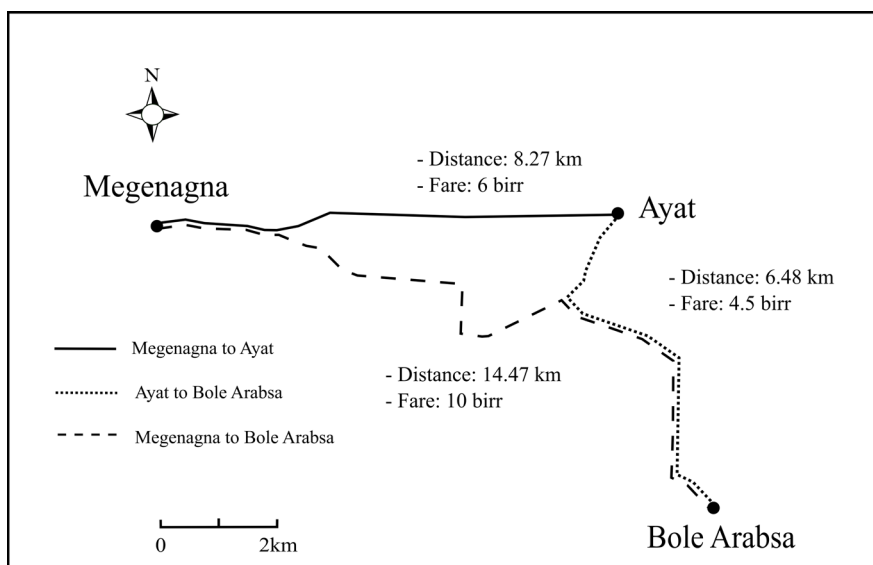 N
- Distance: 8.27 km
- Fare: 6 birr
Megenagna
Ayat
- Distance: 6.48 km
- Fare: 4.5 birr
Megenagna to Ayat
- Distance: 14.47 km
- Fare: 10 birr
Ayat to Bole Arabsa
Megenagna to Bole Arabsa
0 2km
Bole Arabsa